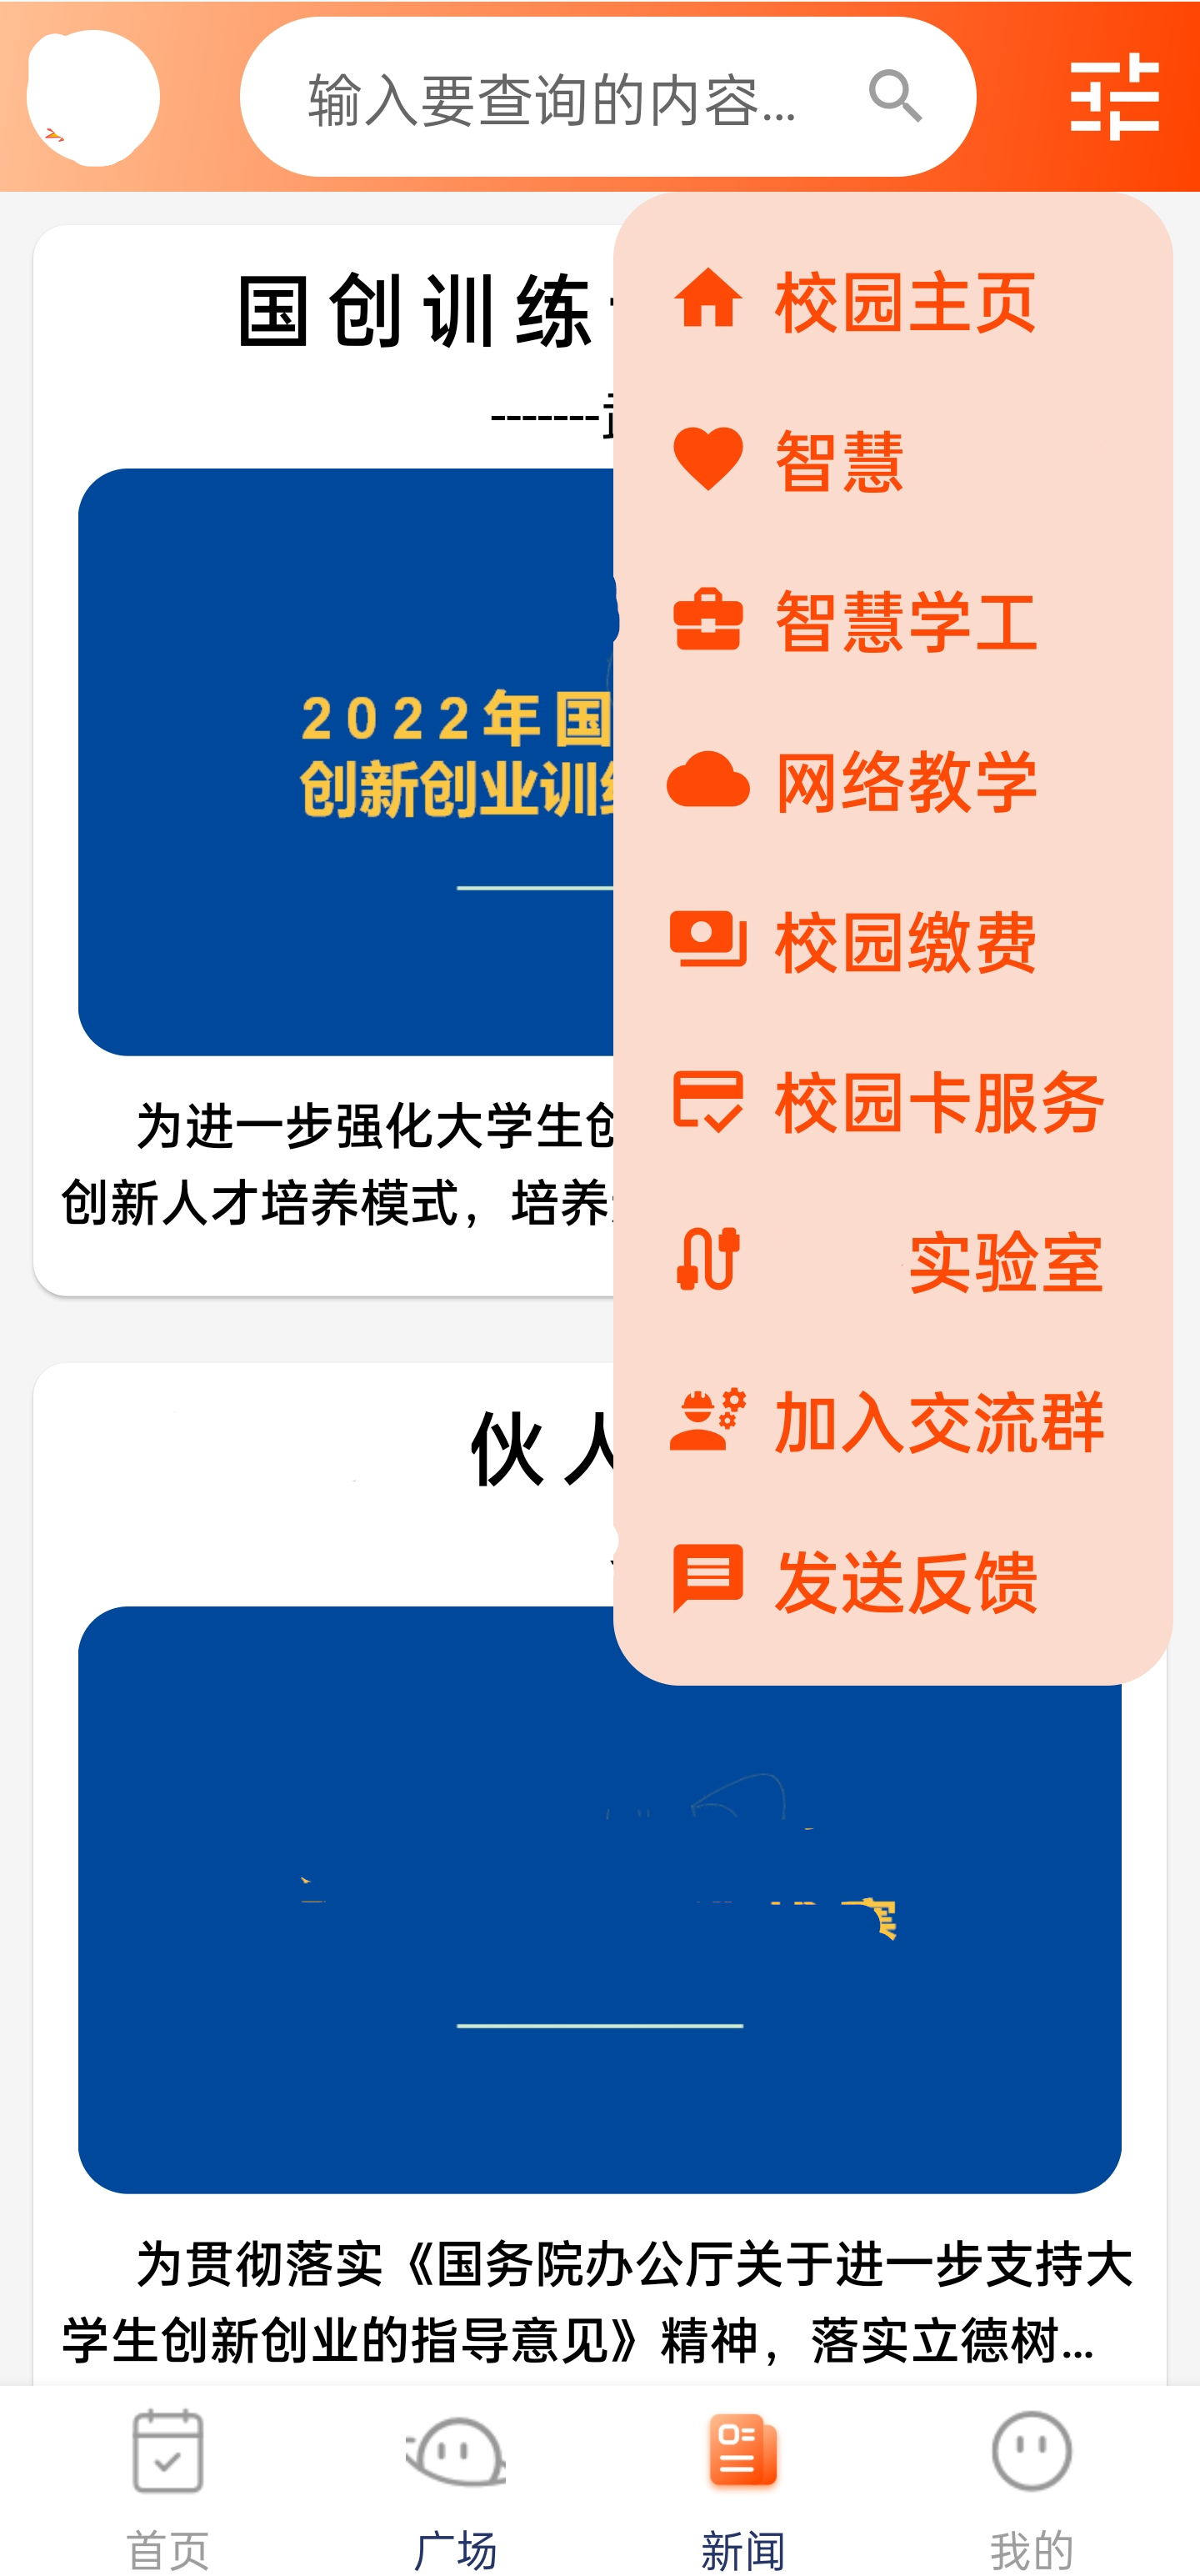 输入要查询的内容...
国创训练
-------
2022年国
创新创业训
为进一步强化大学生创
创新人才培养模式，培养
校园主页
智慧
智慧学工
网络教学
校园缴费
校园卡服务
实验室
加入交流群
发送反馈
伙人
为贯彻落实《国务院办公厅关于进一步支持大
学生创新创业的指导意见》精神，落实立德树...
首页
广场
新闻
我的